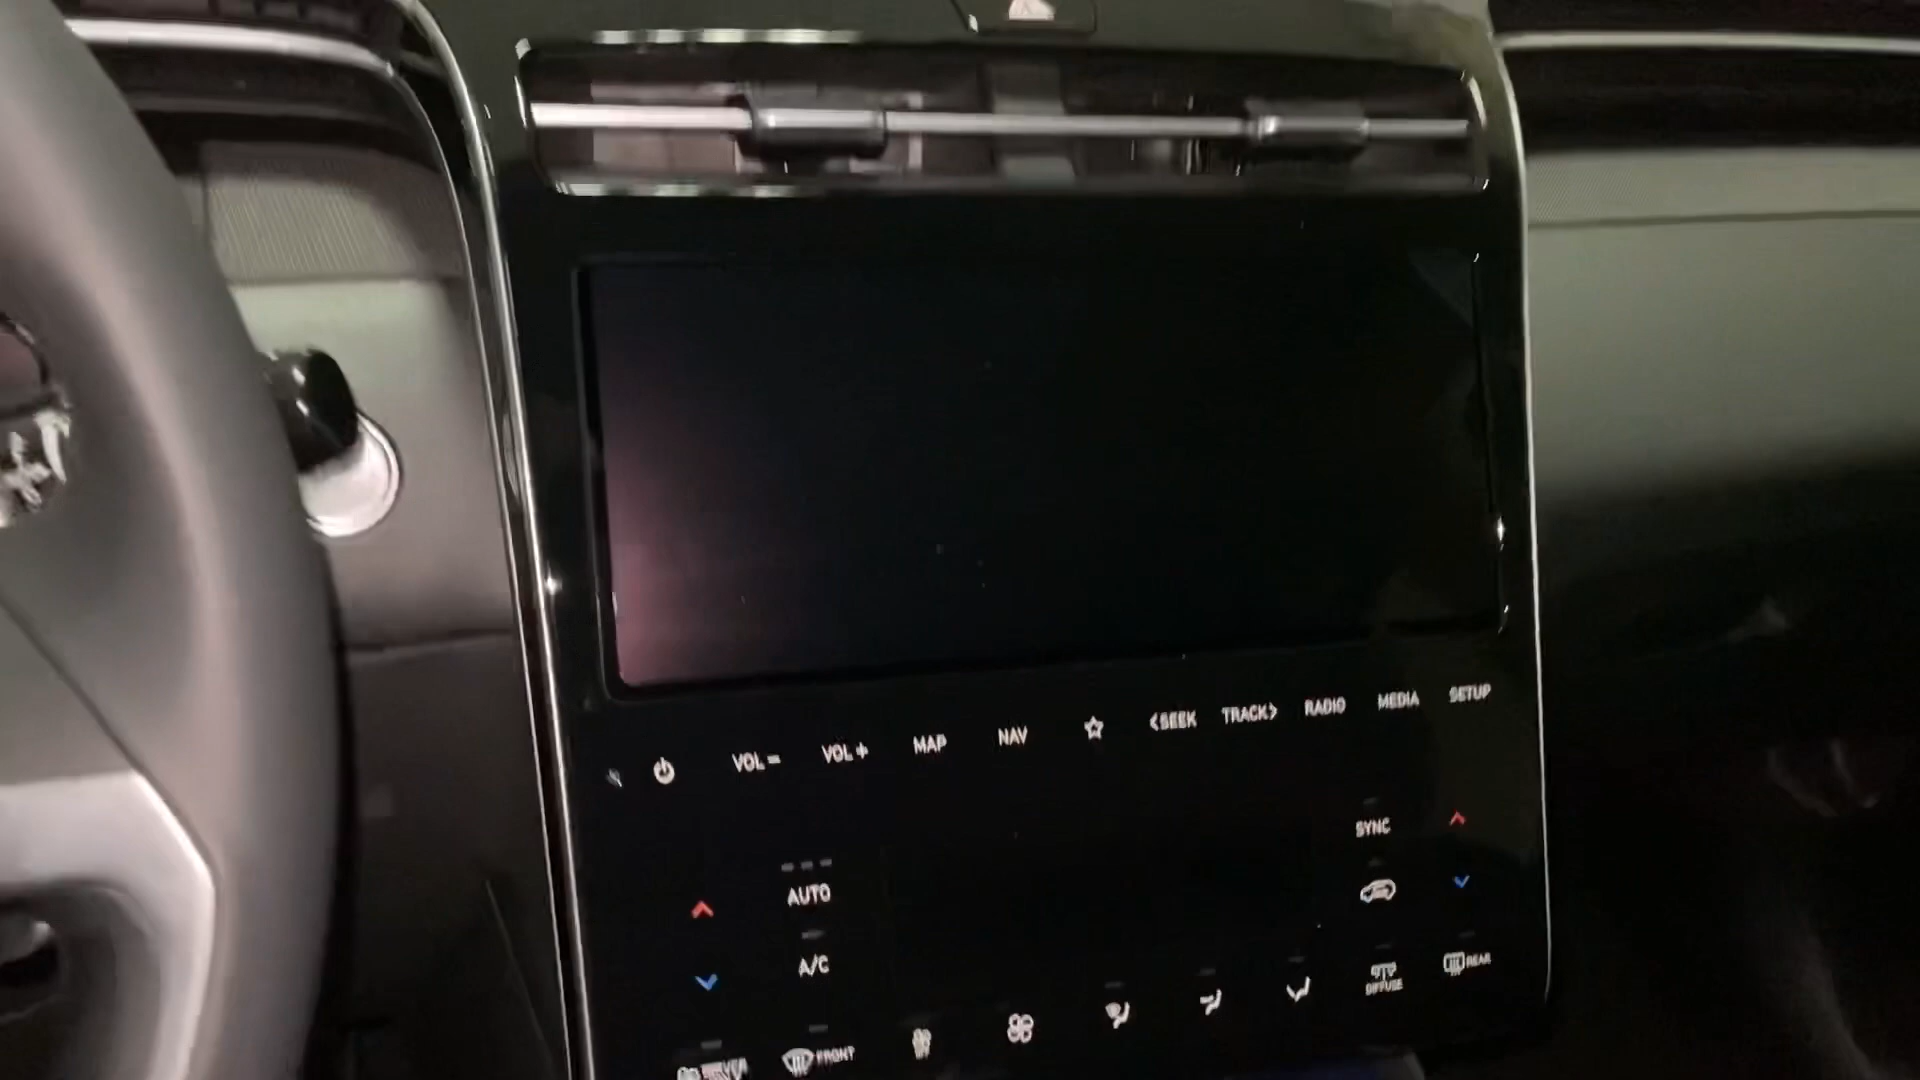 VOL −
VOL +
MAP
NAV
<SEEK
TRACK>
RADIO
MEDIA
SETUP
SYNC
AUTO
A/C
DIFFUSE
REAR
FRONT